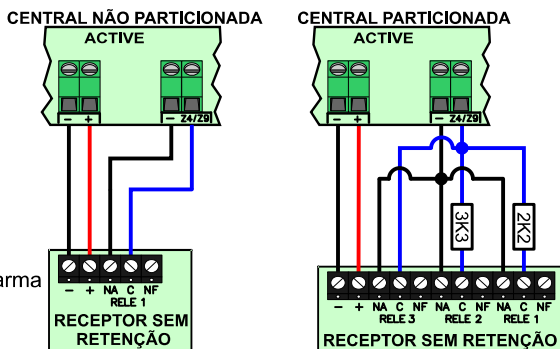 CENTRAL NÃO PARTICIONADA
ACTIVE
- +
- Z4/Z9
arma
- + NA C NF
RELE 1
RECEPTOR SEM
RETENÇÃO
CENTRAL PARTICIONADA
ACTIVE
- +
- Z4/Z9
3K3
2K2
- + NA C NF NA C NF NA C NF
RELE 3 RELE 2 RELE 1
RECEPTOR SEM RETENÇÃO